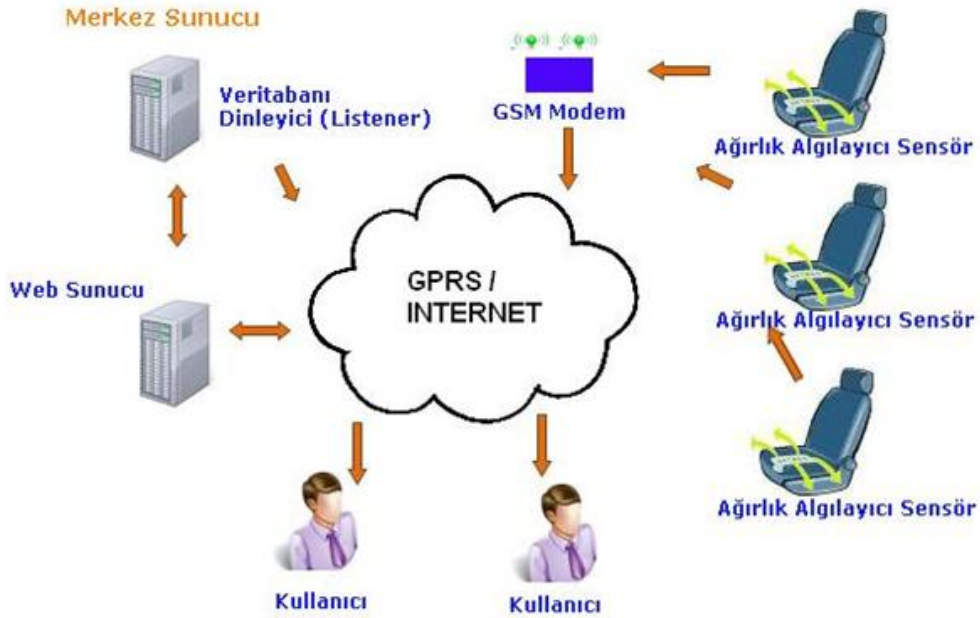 Merkez Sunucu
Veritabanı
Dinleyici (Listener)
GSM Modem
Ağırlık Algılayıcı Sensör
Web Sunucu
GPRS /
INTERNET
Ağırlık Algılayıcı Sensör
Ağırlık Algılayıcı Sensör
Kullanıcı
Kullanıcı